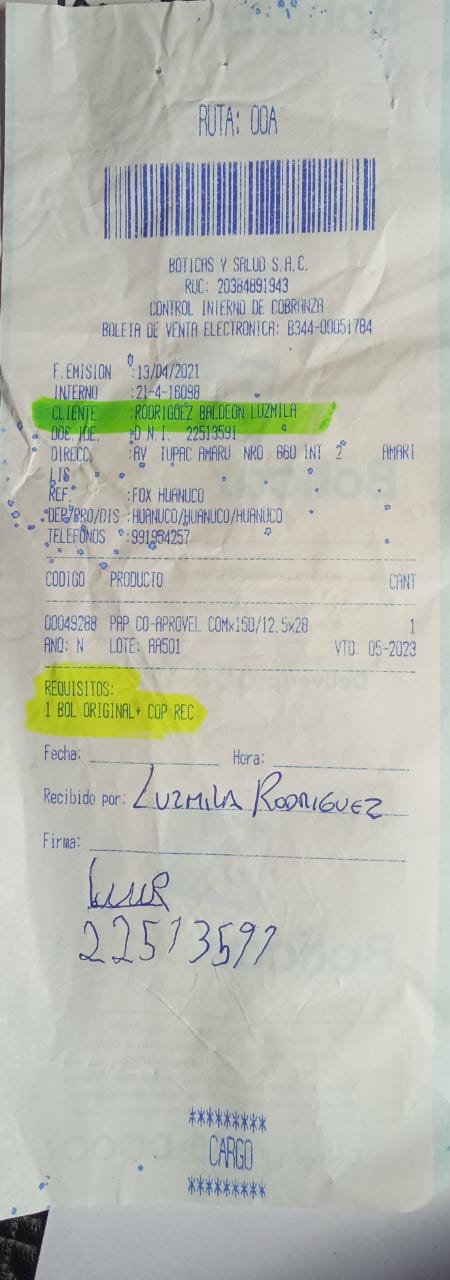 RUTA: 00A
BOTICAS Y SALUD S.A.C.
RUC: 20384891943
CONTROL INTERNO DE COBRANZA
BOLETA DE VENTA ELECTRONICA: B344-00051784
F.EMISION :13/04/2021
INTERNO :21-4-16098
CLIENTE :RODRIGUEZ BALDEON LUZMILA
DOC.IDE. :D.N.I. 22513591
DIRECC. :AV TUPAC AMARU NRO 660 INT 2 AMARI
LIS
REF. :FOX HUANUCO
DEP/PRO/DIS :HUANUCO/HUANUCO/HUANUCO
TELEFONOS :991954257
CODIGO PRODUCTO CANT
00049288 PAP CO-APROVEL COMx150/12.5x28 1
ANO: N LOTE: AA501 VTO: 05-2023
REQUISITOS:
1 BOL ORIGINAL+ COP REC
Fecha: Hora:
Recibido por: LUZMILA RODRIGUEZ
Firma:
22513591
*********
CARGO
*********